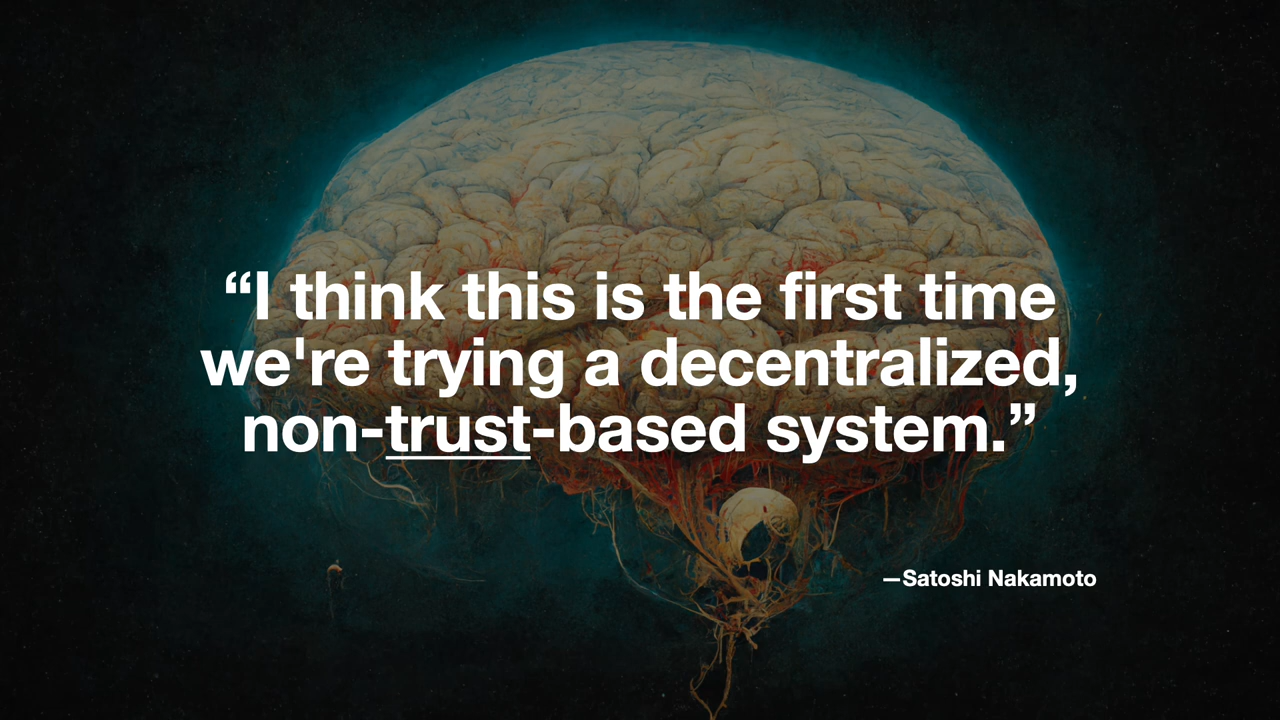 “I think this is the first time
we're trying a decentralized,
non-trust-based system.”
—Satoshi Nakamoto